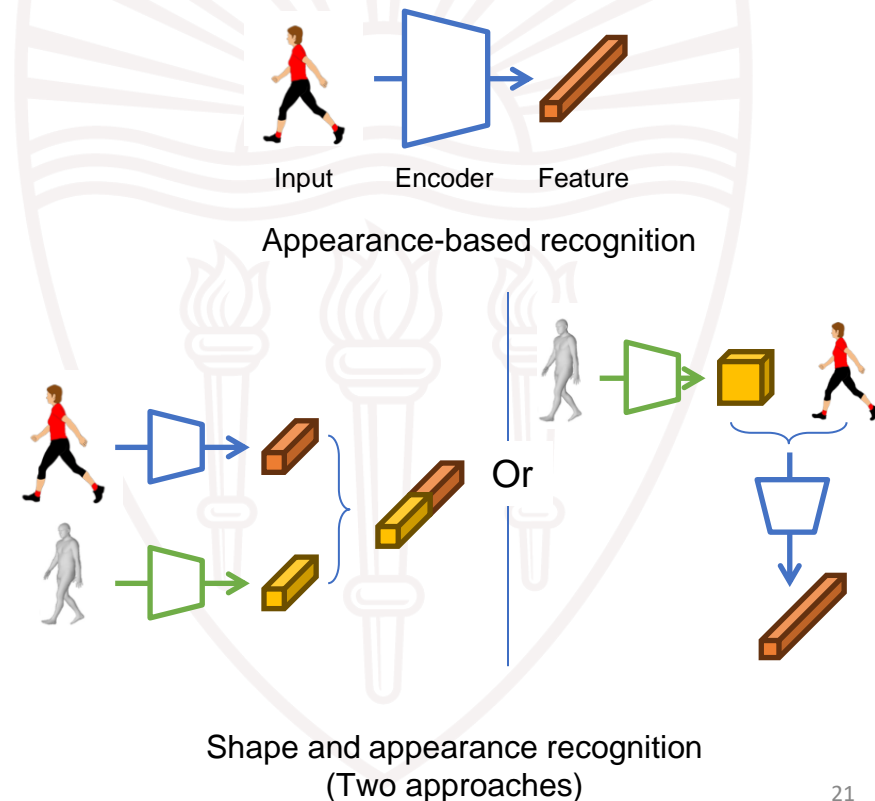 Input Encoder Feature
Appearance-based recognition
Or
Shape and appearance recognition
(Two approaches)
21